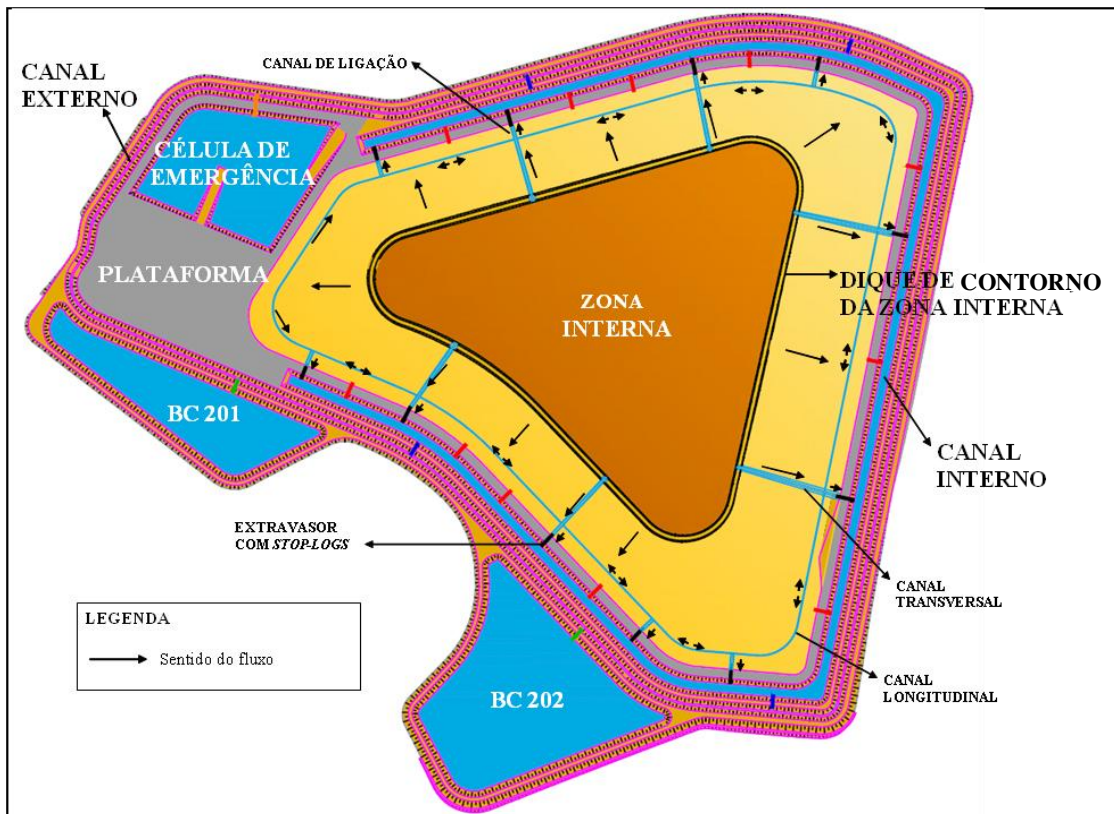 CANAL
EXTERNO
CANAL DE LIGAÇÃO
CÉLULA DE
EMERGÊNCIA
PLATAFORMA
ZONA
INTERNA
DIQUE DE CONTORNO
DA ZONA INTERNA
BC 201
CANAL
INTERNO
EXTRAVASOR
COM STOP-LOGS
CANAL
TRANSVERSAL
LEGENDA
Sentido do fluxo
CANAL
LONGITUDINAL
BC 202